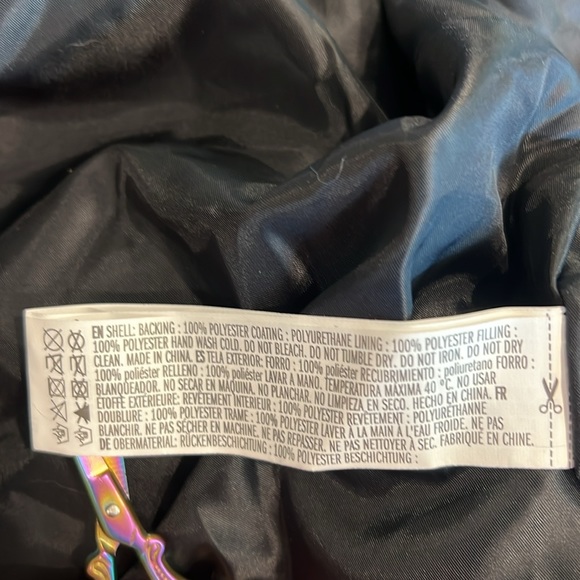 EN SHELL: BACKING : 100% POLYESTER COATING : POLYURETHANE LINING : 100% POLYESTER FILLING :
100% POLYESTER HAND WASH COLD. DO NOT BLEACH. DO NOT TUMBLE DRY. DO NOT IRON. DO NOT DRY
CLEAN. MADE IN CHINA. ES TELA EXTERIOR: FORRO : 100% poliéster RECUBRIMIENTO : poliuretano FORRO :
100% poliéster RELLENO : 100% poliéster LAVAR A MANO. TEMPERATURA MÁXIMA 40 °C. NO USAR
BLANQUEADOR. NO SECAR EN MÁQUINA. NO PLANCHAR. NO LIMPIEZA EN SECO. HECHO EN CHINA. FR
ÉTOFFE EXTÉRIEURE: REVÊTEMENT INTERIEUR : 100% POLYESTER REVETEMENT : POLYURÉTHANNE
DOUBLURE : 100% POLYESTER TRAME : 100% POLYESTER LAYER À LA MAIN À L'EAU FROIDE. NE PAS
BLANCHIR. NE PAS SÉCHER EN MACHINE. NE PAS REPASSER. NE PAS NETTOYER À SEC. FABRIQUÉ EN CHINE.
DE OBERMATERIAL: RÜCKENBESCHICHTUNG : 100% POLYESTER BESCHICHTUNG :